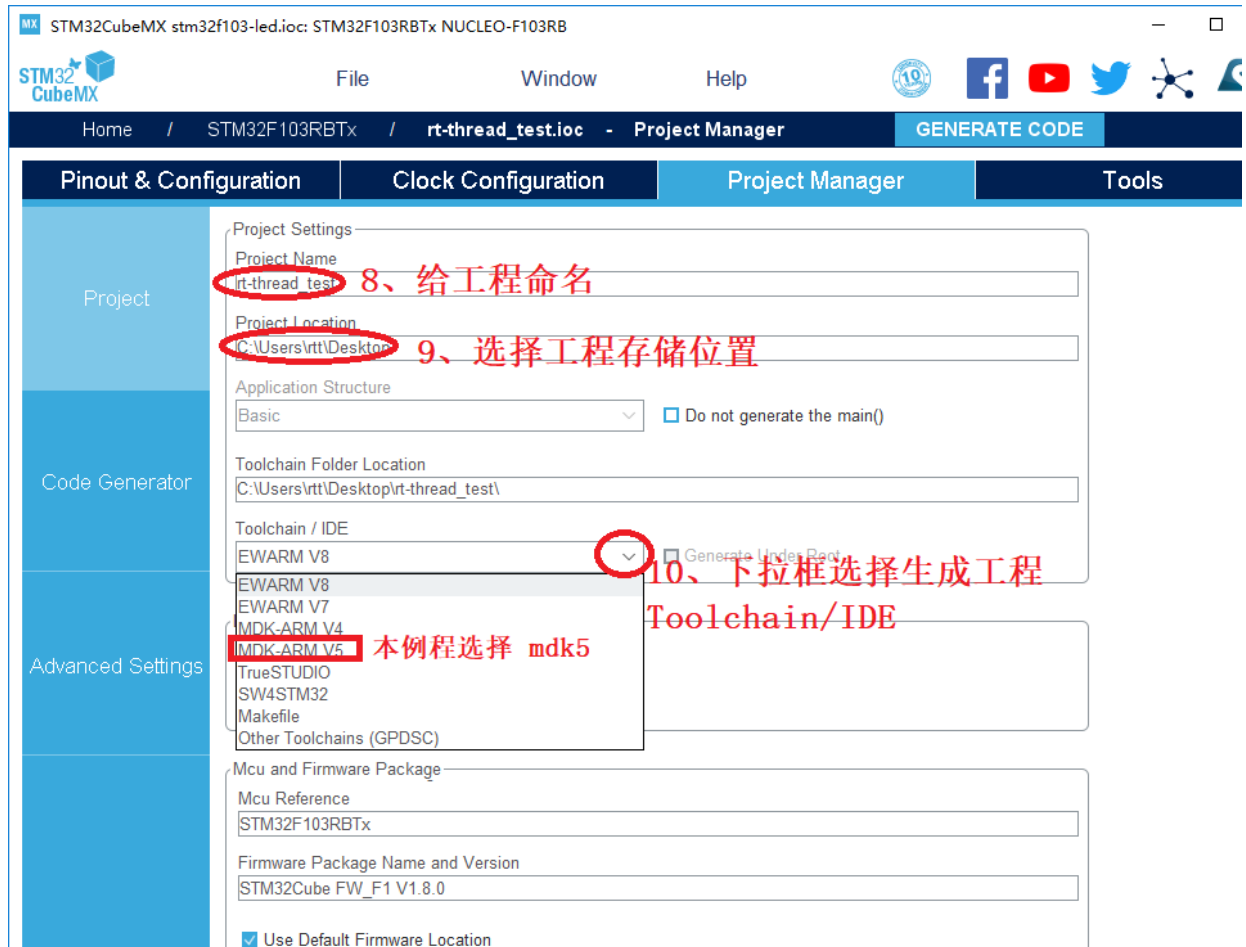 MX STM32CubeMX stm32f103-led.ioc: STM32F103RBTx NUCLEO-F103RB
STM32 CubeMX
File Window Help
10
Home / STM32F103RBTx / rt-thread_test.ioc - Project Manager GENERATE CODE
Pinout & Configuration Clock Configuration Project Manager Tools
Project
Code Generator
Advanced Settings
Project Settings
Project Name
rt-thread_test 8、给工程命名
Project Location
C:\Users\rtt\Desktop 9、选择工程存储位置
Application Structure
Basic Do not generate the main()
Toolchain Folder Location
C:\Users\rtt\Desktop\rt-thread_test\
Toolchain / IDE
EWARM V8 Generate Under Root
10、下拉框选择生成工程
Toolchain/IDE
EWARM V8
EWARM V7
MDK-ARM V4
MDK-ARM V5 本例程选择 mdk5
TrueSTUDIO
SW4STM32
Makefile
Other Toolchains (GPDSC)
Mcu and Firmware Package
Mcu Reference
STM32F103RBTx
Firmware Package Name and Version
STM32Cube FW_F1 V1.8.0
Use Default Firmware Location